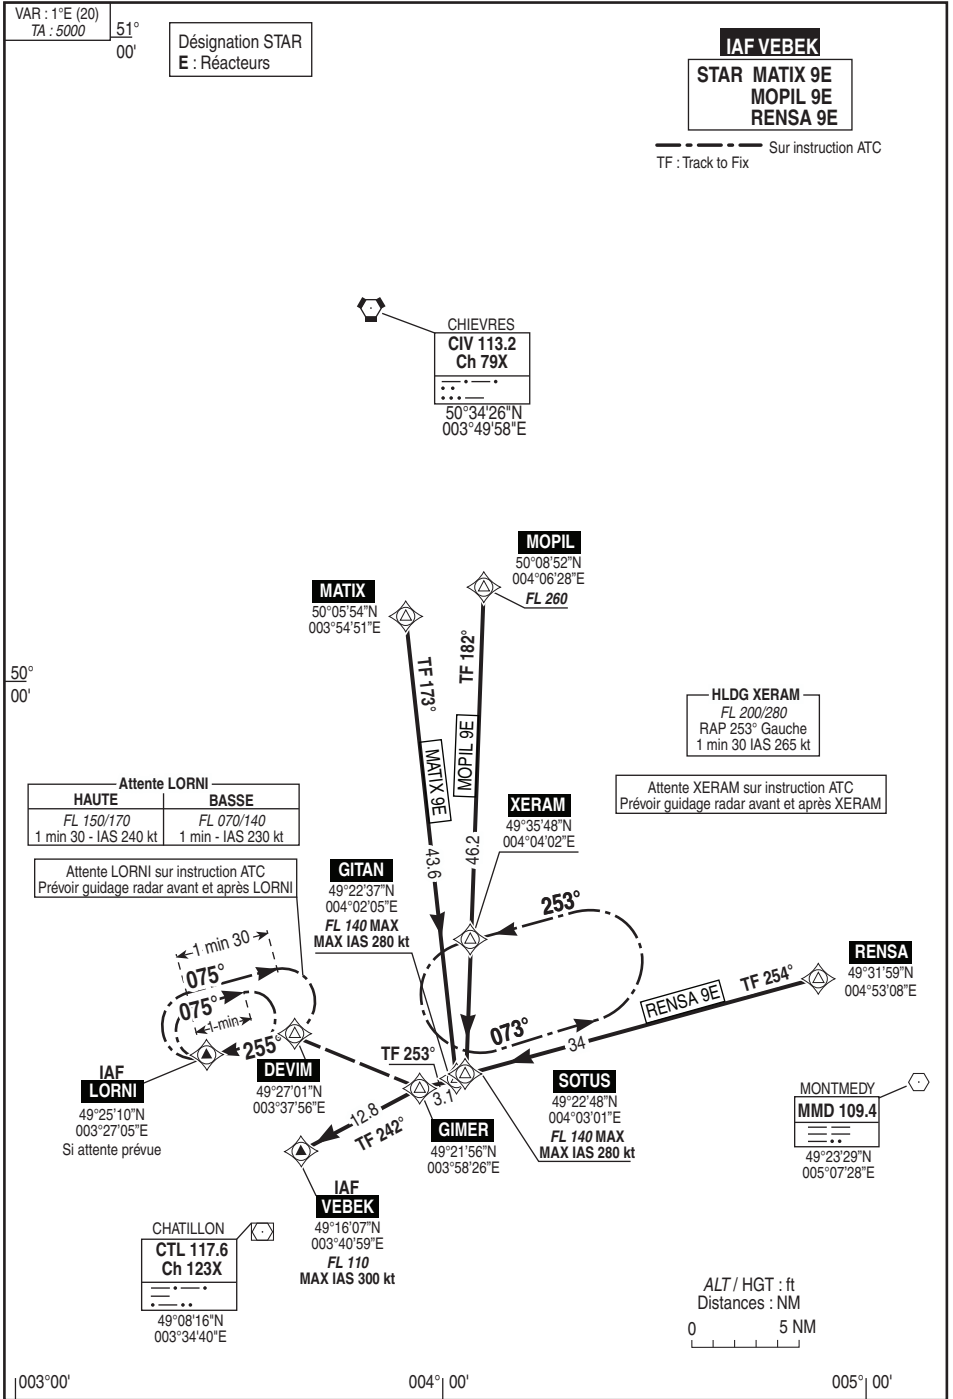 VAR : 1°E (20)
TA : 5000
51°
00'
Désignation STAR
E : Réacteurs
IAF VEBEK
STAR MATIX 9E
MOPIL 9E
RENSA 9E
Sur instruction ATC
TF : Track to Fix
CHIEVRES
CIV 113.2
Ch 79X
50°34'26"N
003°49'58"E
MOPIL
50°08'52"N
004°06'28"E
FL 260
MATIX
50°05'54"N
003°54'51"E
TF 173°
TF 182°
50°
00'
HLDG XERAM
FL 200/280
RAP 253° Gauche
1 min 30 IAS 265 kt
MATIX 9E
MOPIL 9E
Attente XERAM sur instruction ATC
Prévoir guidage radar avant et après XERAM
Attente LORNI
HAUTE BASSE
FL 150/170 FL 070/140
1 min 30 - IAS 240 kt 1 min - IAS 230 kt
XERAM
49°35'48"N
004°04'02"E
43.6
46.2
Attente LORNI sur instruction ATC
Prévoir guidage radar avant et après LORNI
GITAN
49°22'37"N
004°02'05"E
FL 140 MAX
MAX IAS 280 kt
253°
1 min 30
075°
075°
1 min
255°
RENSA
49°31'59"N
004°53'08"E
TF 254°
RENSA 9E
073°
34
TF 253°
3.1
IAF
LORNI
49°25'10"N
003°27'05"E
Si attente prévue
DEVIM
49°27'01"N
003°37'56"E
SOTUS
49°22'48"N
004°03'01"E
FL 140 MAX
MAX IAS 280 kt
MONTMEDY
MMD 109.4
49°23'29"N
005°07'28"E
12.8
TF 242°
GIMER
49°21'56"N
003°58'26"E
IAF
VEBEK
49°16'07"N
003°40'59"E
FL 110
MAX IAS 300 kt
CHATILLON
CTL 117.6
Ch 123X
49°08'16"N
003°34'40"E
ALT / HGT : ft
Distances : NM
0 5 NM
003°00' 004° 00' 005° 00'